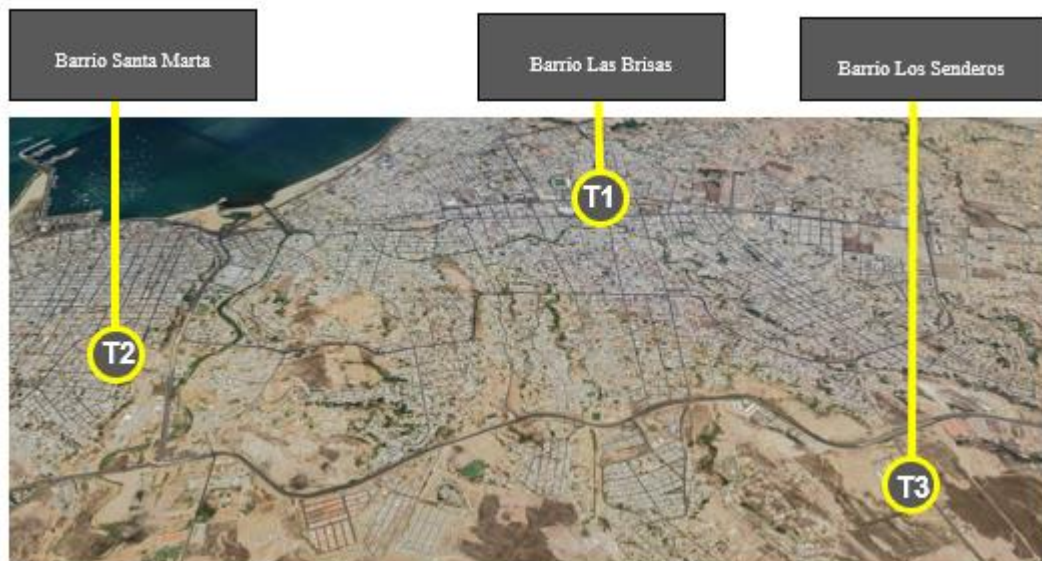 Barrio Santa Marta
Barrio Las Brisas
Barrio Los Senderos
T1
T2
T3